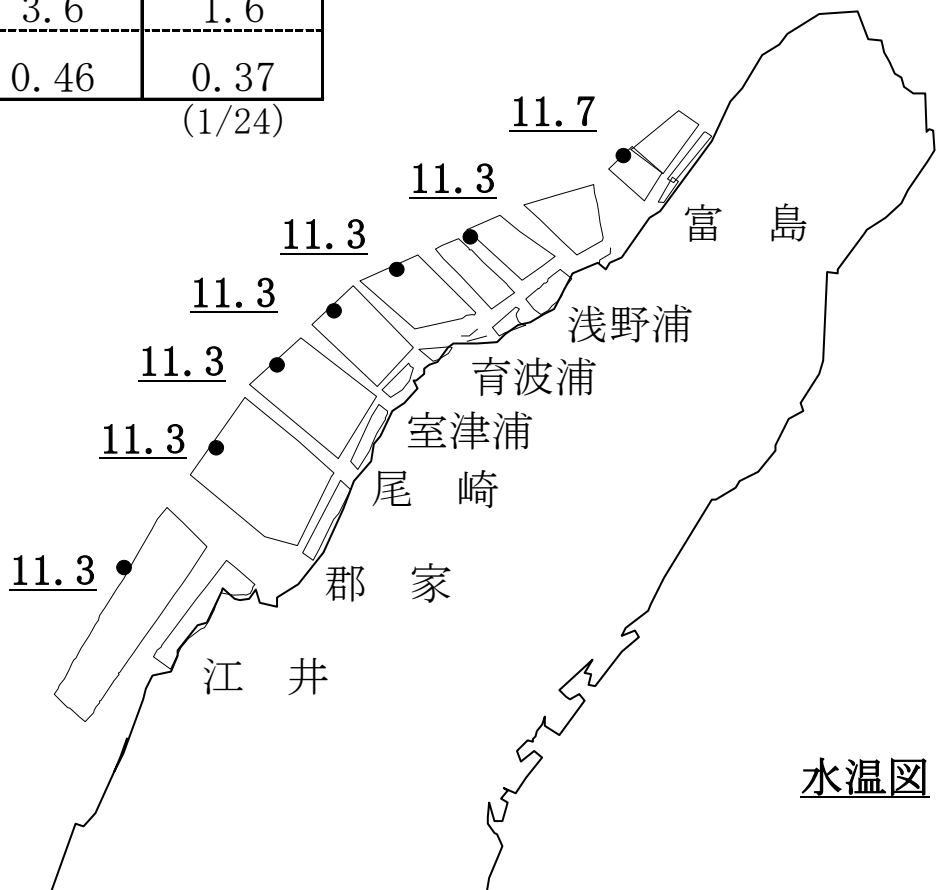 3.6 1.6
0.46 0.37
(1/24)
11.7
11.3
富　島
11.3
11.3
浅野浦
11.3
育波浦
11.3
室津浦
尾　崎
11.3
郡　家
江　井
水温図